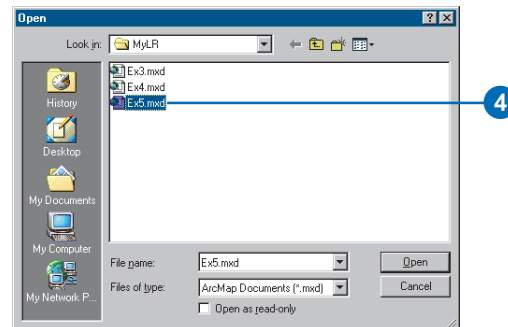 Open
Look in: MyLR
Ex3.mxd
Ex4.mxd
Ex5.mxd
4
History
Desktop
My Documents
My Computer
My Network P...
File name: Ex5.mxd Open
Files of type: ArcMap Documents (*.mxd) Cancel
Open as read-only